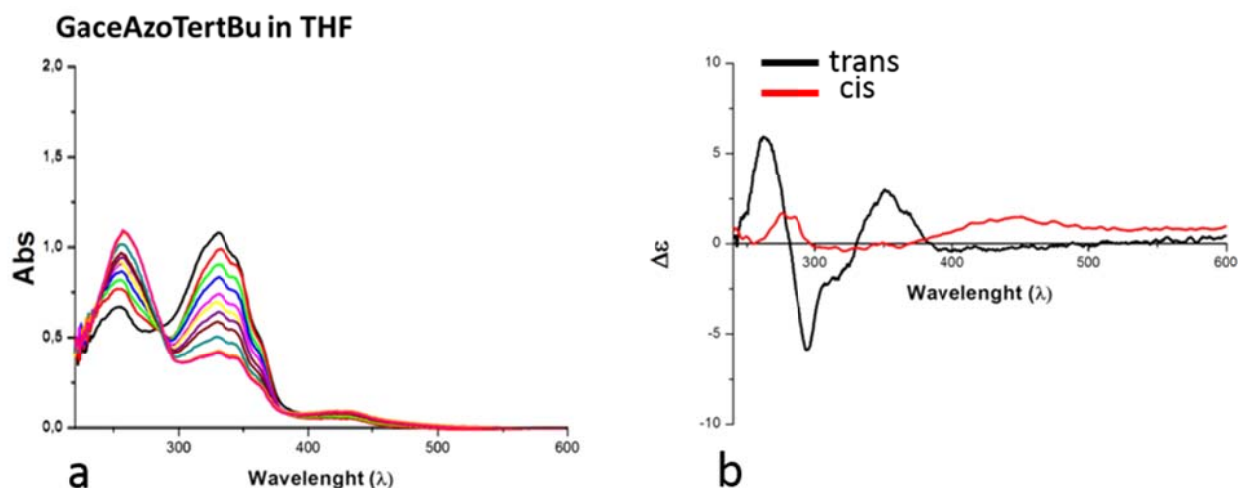 GaceAzoTertBu in THF
2,0
1,5
1,0
0,5
0,0
Abs
300
400
500
600
Wavelenght (λ)
a
10
5
0
-5
-10
Δε
trans
cis
300
400
500
600
Wavelenght (λ)
b